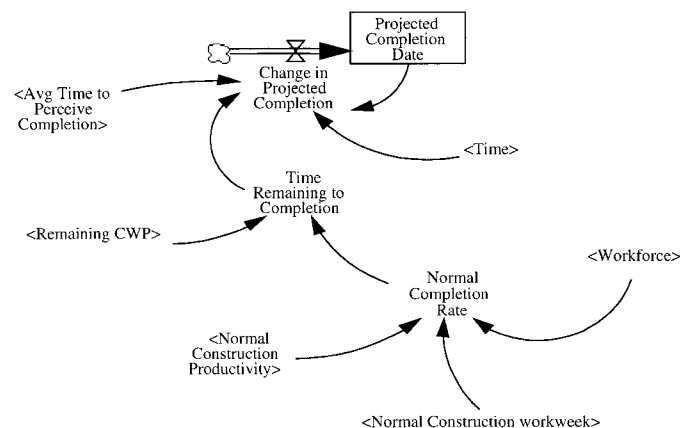 Projected
Completion
Date
Change in
Projected
Completion
<Avg Time to
Perceive
Completion>
<Time>
Time
Remaining to
Completion
<Remaining CWP>
<Workforce>
Normal
Completion
Rate
<Normal
Construction
Productivity>
<Normal Construction workweek>